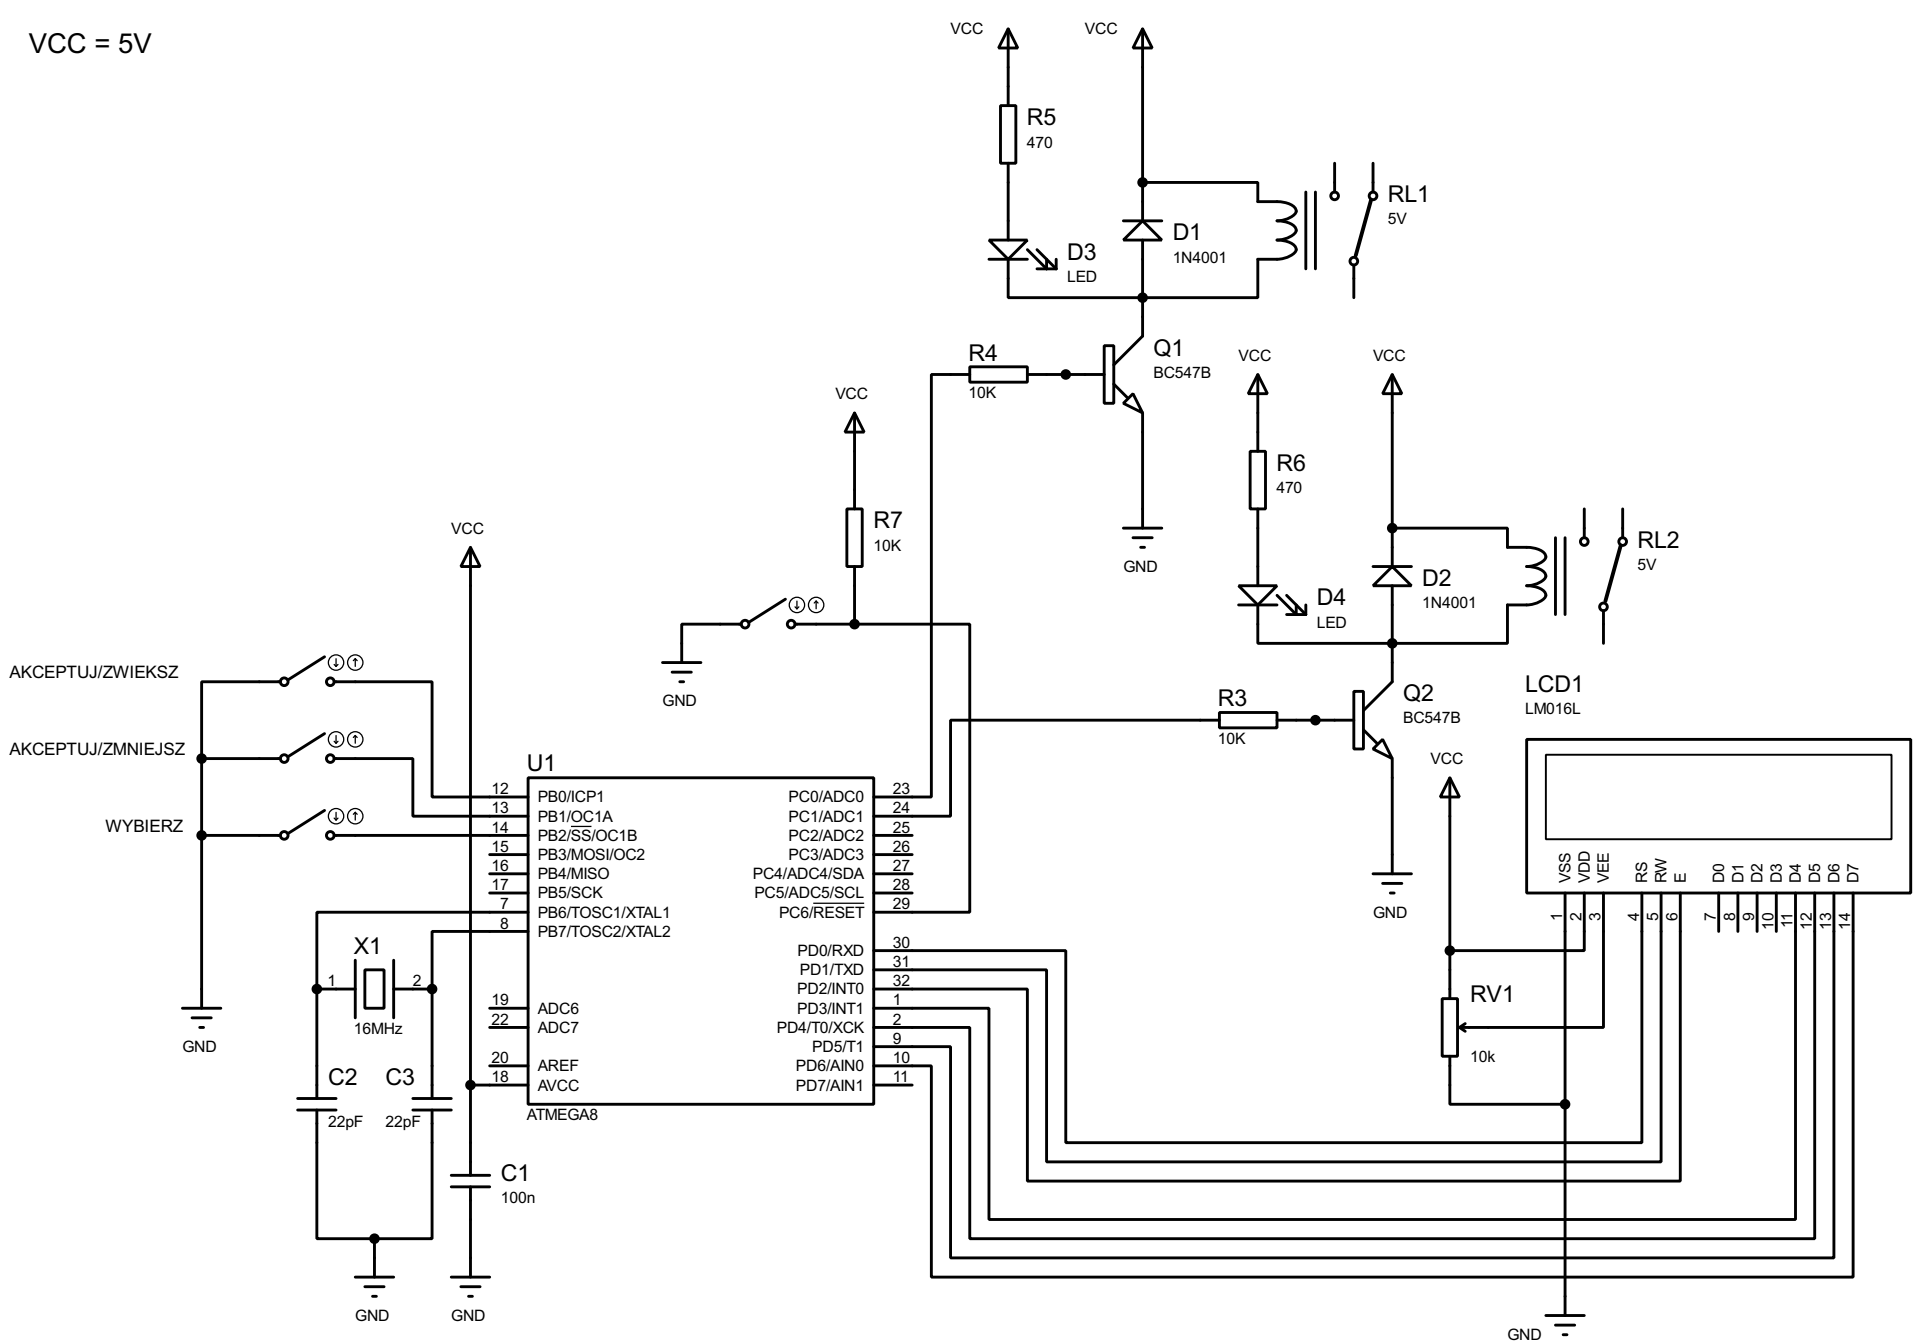 VCC = 5V
VCC
VCC
R5
470
D3
LED
D1
1N4001
RL1
5V
R4
10K
Q1
BC547B
GND
VCC
VCC
R6
470
D4
LED
D2
1N4001
RL2
5V
R3
10K
Q2
BC547B
GND
VCC
R7
10K
GND
VCC
AKCEPTUJ/ZWIEKSZ
AKCEPTUJ/ZMNIEJSZ
WYBIERZ
GND
U1
12 PB0/ICP1
13 PB1/OC1A
14 PB2/SS/OC1B
15 PB3/MOSI/OC2
16 PB4/MISO
17 PB5/SCK
7 PB6/TOSC1/XTAL1
8 PB7/TOSC2/XTAL2
19 ADC6
22 ADC7
20 AREF
18 AVCC
PC0/ADC0 23
PC1/ADC1 24
PC2/ADC2 25
PC3/ADC3 26
PC4/ADC4/SDA 27
PC5/ADC5/SCL 28
PC6/RESET 29
PD0/RXD 30
PD1/TXD 31
PD2/INT0 32
PD3/INT1 1
PD4/T0/XCK 2
PD5/T1 9
PD6/AIN0 10
PD7/AIN1 11
ATMEGA8
X1
1 2
16MHz
C2
22pF
C3
22pF
C1
100n
GND
GND
LCD1
LM016L
VSS VDD VEE RS RW E D0 D1 D2 D3 D4 D5 D6 D7
1 2 3 4 5 6 7 8 9 10 11 12 13 14
VCC
RV1
10k
GND